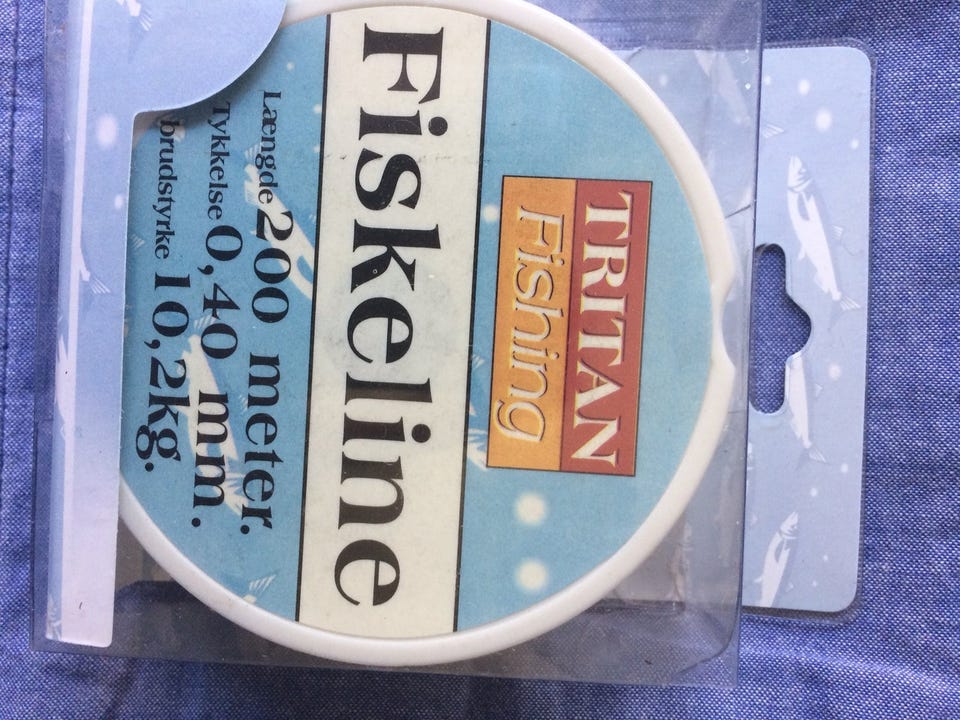 TRITAN
Fishing
Fiskeline
Længde 200 meter.
Tykkelse 0,40 mm.
brudstyrke 10,2kg.